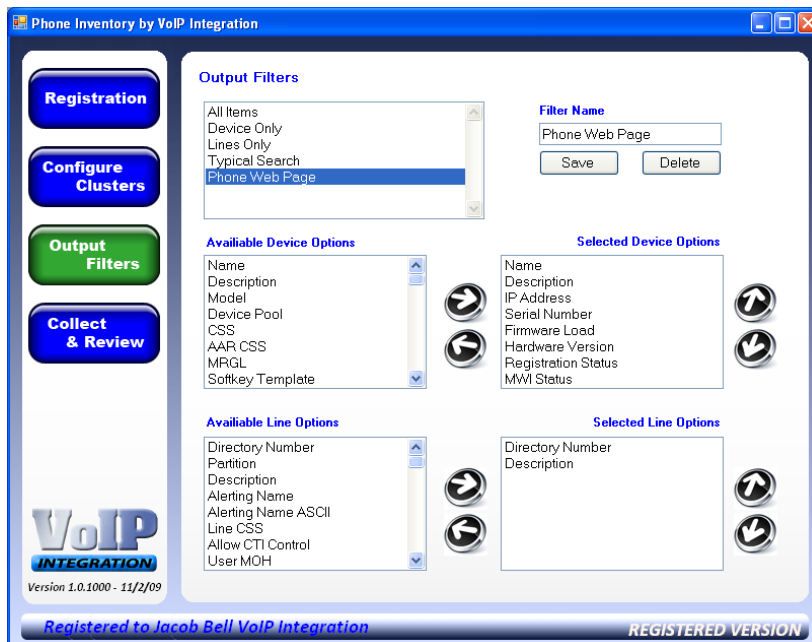 Phone Inventory by VoIP Integration
Registration
Configure
Clusters
Output
Filters
Collect
& Review
VoIP
INTEGRATION
Version 1.0.1000 - 11/2/09
Output Filters
All Items
Device Only
Lines Only
Typical Search
Phone Web Page
Filter Name
Phone Web Page
Save
Delete
Availiable Device Options
Name
Description
Model
Device Pool
CSS
AAR CSS
MRGL
Softkey Template
Selected Device Options
Name
Description
IP Address
Serial Number
Firmware Load
Hardware Version
Registration Status
MWI Status
Availiable Line Options
Directory Number
Partition
Description
Alerting Name
Alerting Name ASCII
Line CSS
Allow CTI Control
User MOH
Selected Line Options
Directory Number
Description
Registered to Jacob Bell VoIP Integration
REGISTERED VERSION